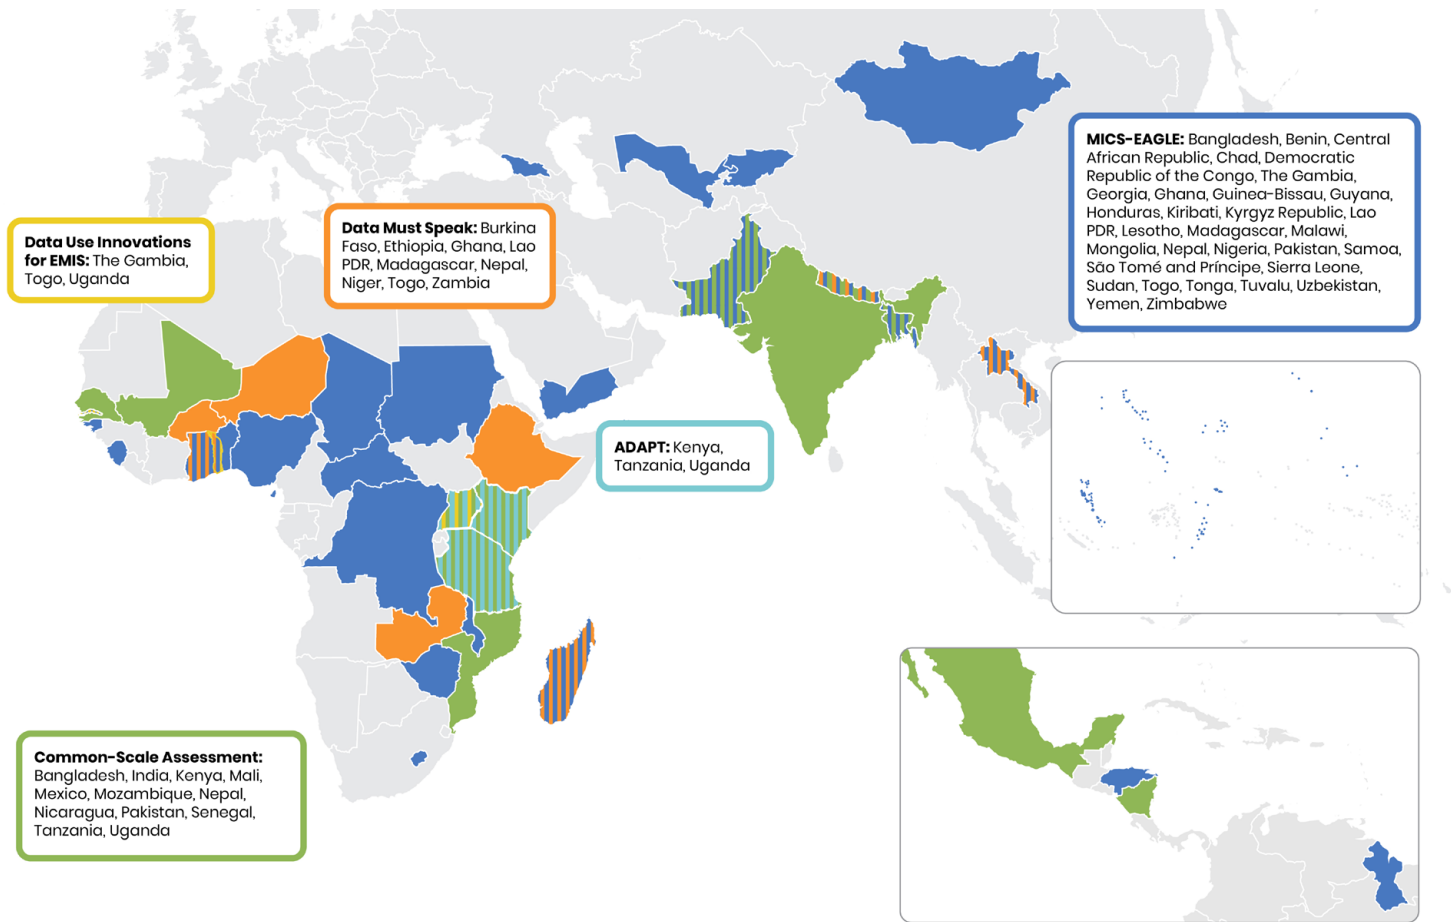 MICS-EAGLE: Bangladesh, Benin, Central
African Republic, Chad, Democratic
Republic of the Congo, The Gambia,
Georgia, Ghana, Guinea-Bissau, Guyana,
Honduras, Kiribati, Kyrgyz Republic, Lao
PDR, Lesotho, Madagascar, Malawi,
Mongolia, Nepal, Nigeria, Pakistan, Samoa,
São Tomé and Príncipe, Sierra Leone,
Sudan, Togo, Tonga, Tuvalu, Uzbekistan,
Yemen, Zimbabwe
Data Must Speak: Burkina
Faso, Ethiopia, Ghana, Lao
PDR, Madagascar, Nepal,
Niger, Togo, Zambia
Data Use Innovations
for EMIS: The Gambia,
Togo, Uganda
ADAPT: Kenya,
Tanzania, Uganda
Common-Scale Assessment:
Bangladesh, India, Kenya, Mali,
Mexico, Mozambique, Nepal,
Nicaragua, Pakistan, Senegal,
Tanzania, Uganda